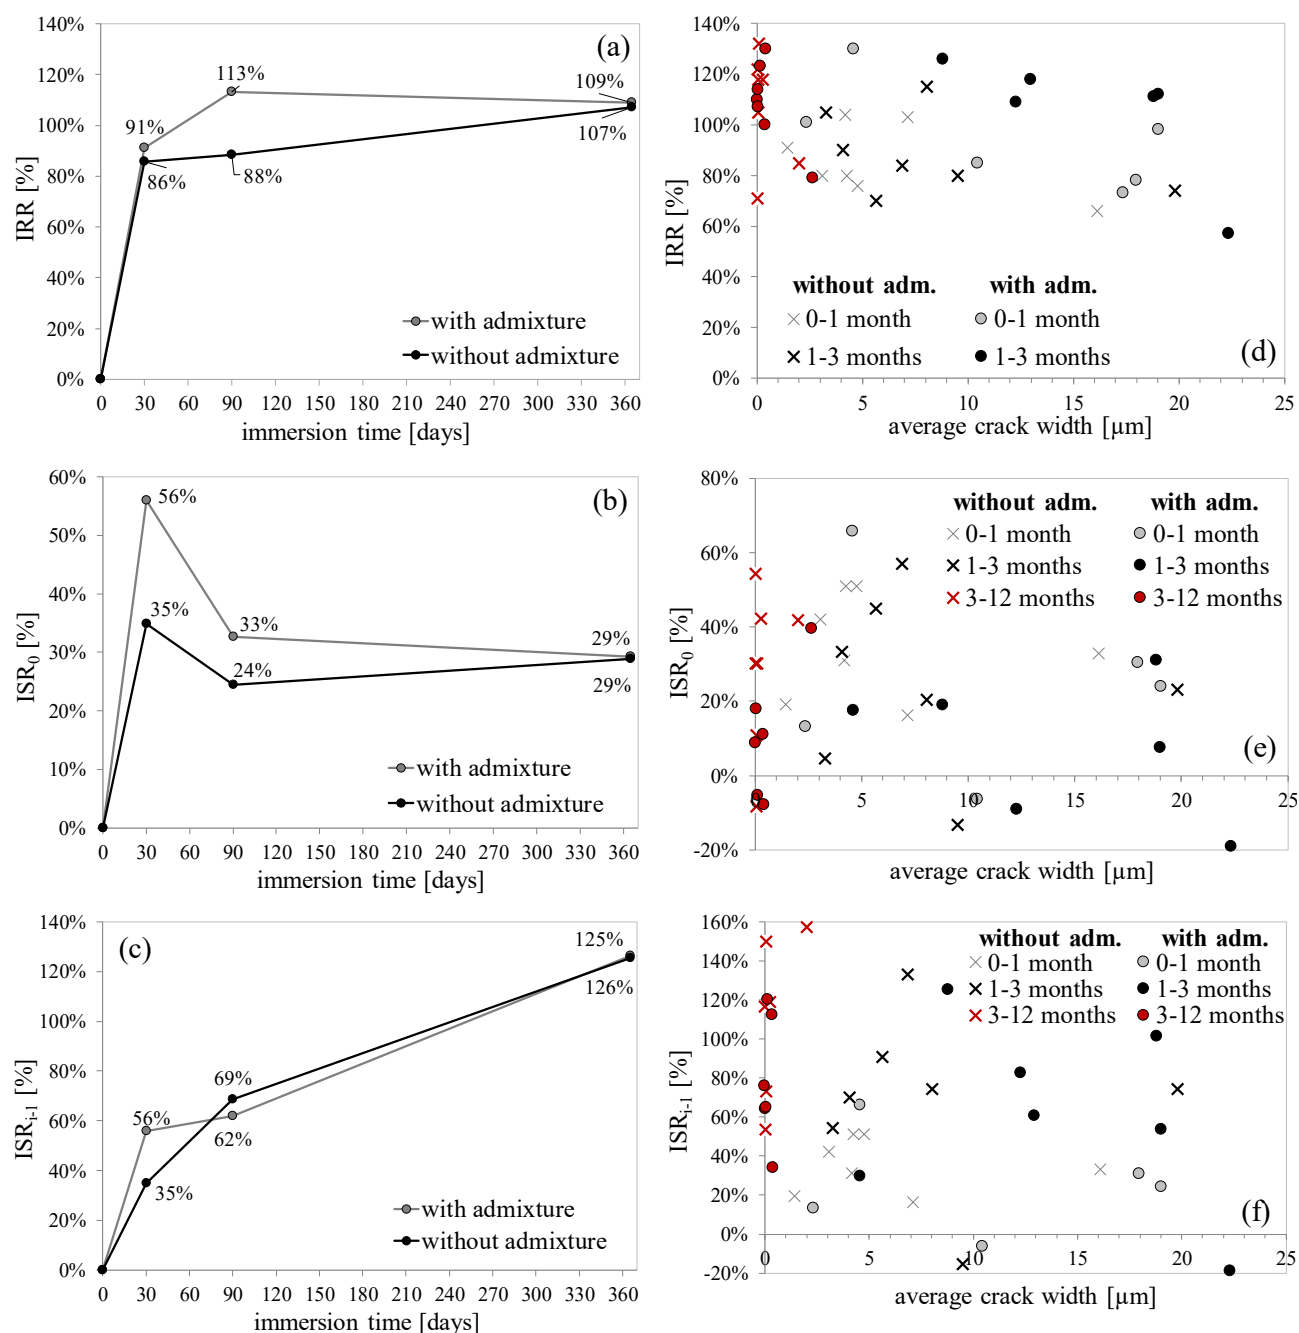 140%
120%
100%
80%
60%
40%
20%
0%
IRR [%]
(a)
91%
113%
109%
86%
88%
107%
with admixture
without admixture
0 30 60 90 120 150 180 210 240 270 300 330 360
immersion time [days]
140%
120%
100%
80%
60%
40%
20%
0%
IRR [%]
without adm. with adm.
0-1 month 0-1 month
1-3 months 1-3 months
(d)
0 5 10 15 20 25
average crack width [µm]
60%
50%
40%
30%
20%
10%
0%
ISR0 [%]
(b)
56%
35%
33%
24%
29%
29%
with admixture
without admixture
0 30 60 90 120 150 180 210 240 270 300 330 360
immersion time [days]
80%
60%
40%
20%
0%
-20%
ISR0 [%]
without adm. with adm.
0-1 month 0-1 month
1-3 months 1-3 months
3-12 months 3-12 months
(e)
5 10 15 20 25
average crack width [µm]
140%
120%
100%
80%
60%
40%
20%
0%
ISRi-1 [%]
(c)
125%
126%
69%
56%
62%
35%
with admixture
without admixture
0 30 60 90 120 150 180 210 240 270 300 330 360
immersion time [days]
160%
140%
120%
100%
80%
60%
40%
20%
0%
-20%
ISRi-1 [%]
without adm. with adm.
0-1 month 0-1 month
1-3 months 1-3 months
3-12 months 3-12 months
(f)
0 5 10 15 20 25
average crack width [µm]